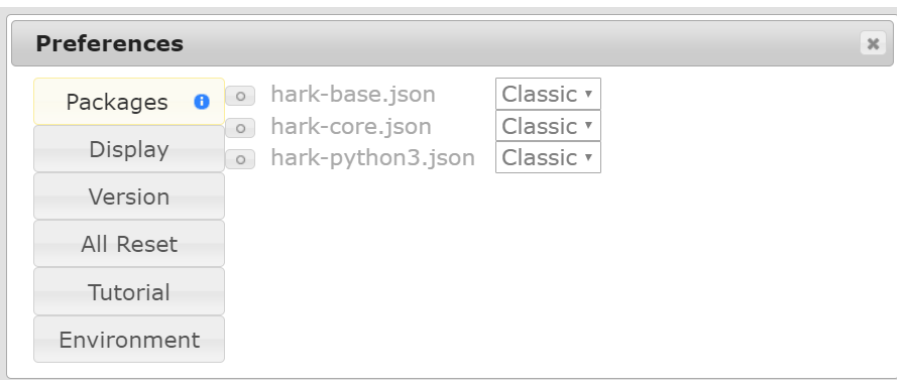 Preferences
Packages
hark-base.json Classic
hark-core.json Classic
hark-python3.json Classic
Display
Version
All Reset
Tutorial
Environment